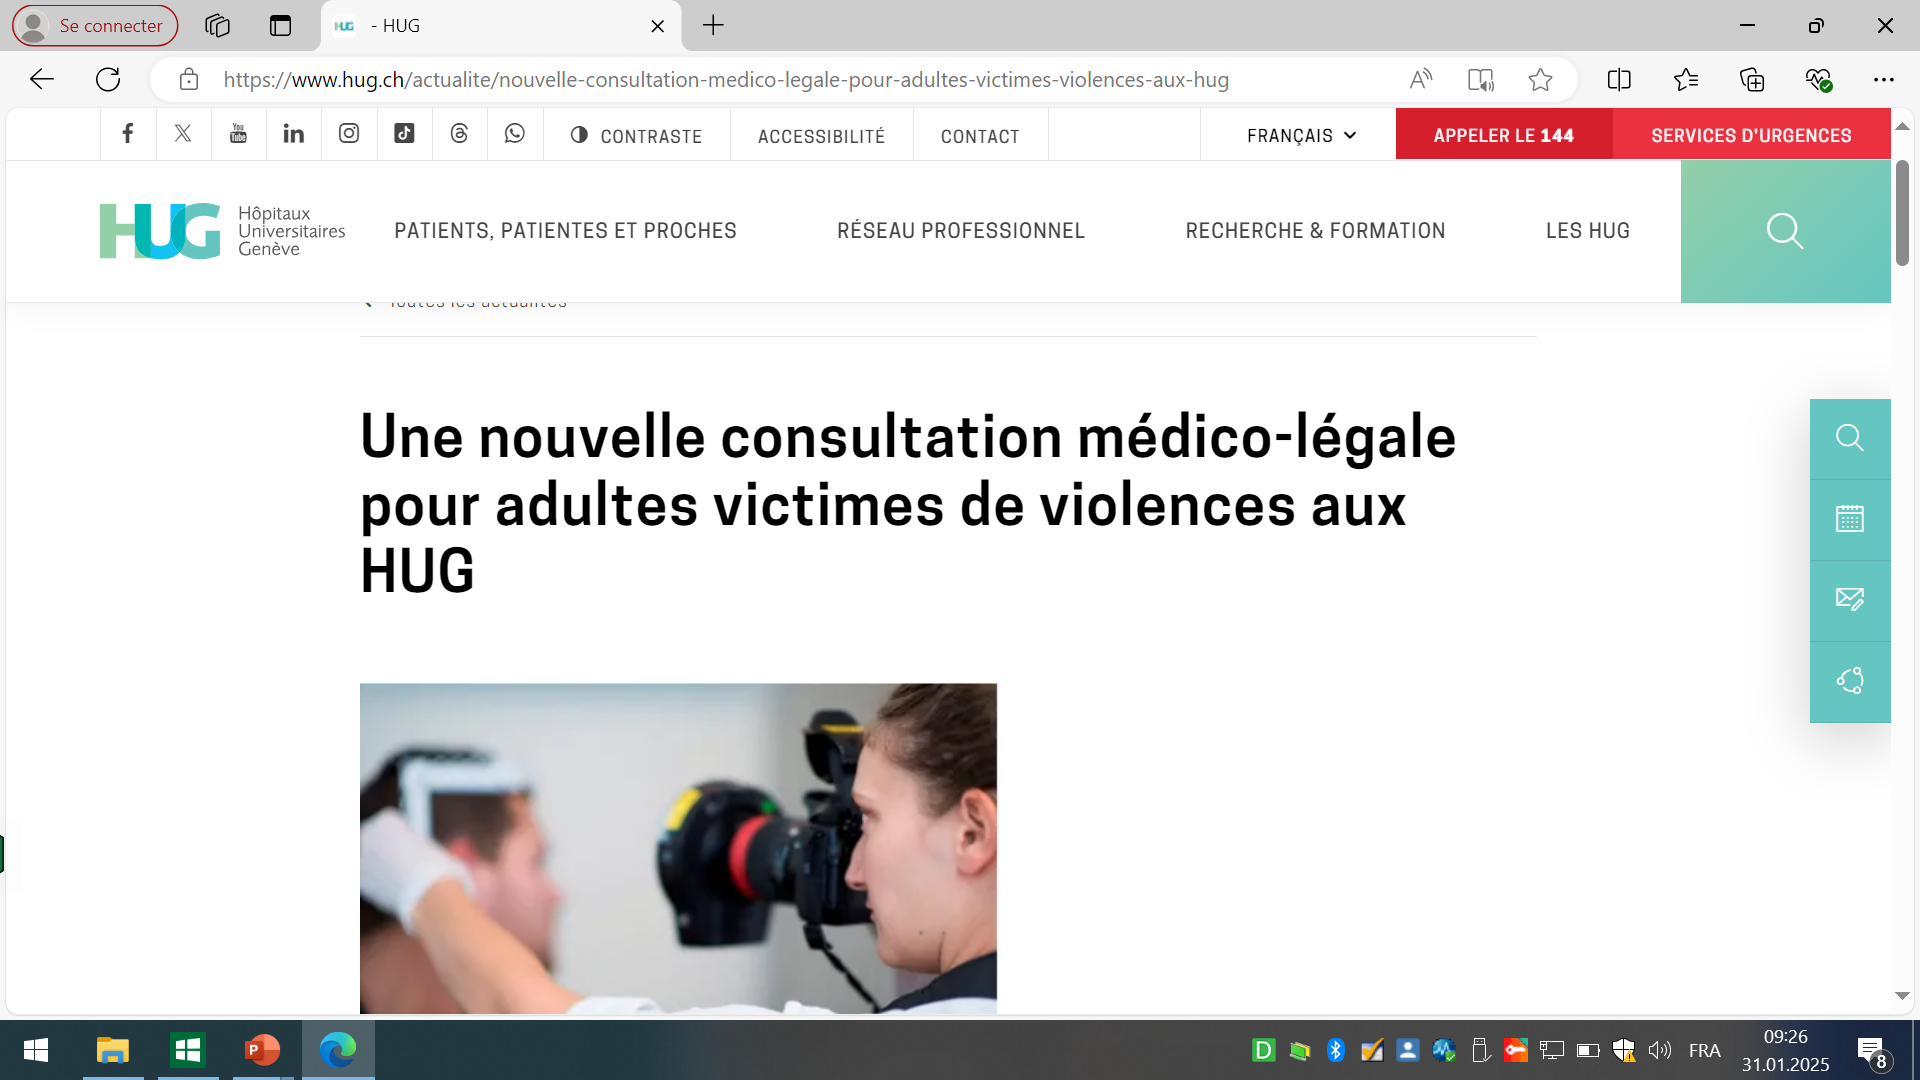 Se connecter
- HUG
https://www.hug.ch/actualite/nouvelle-consultation-medico-legale-pour-adultes-victimes-violences-aux-hug
CONTRASTE
ACCESSIBILITÉ
CONTACT
FRANÇAIS
APPELER LE 144
SERVICES D'URGENCES
HUG
Hôpitaux
Universitaires
Genève
PATIENTS, PATIENTES ET PROCHES
RÉSEAU PROFESSIONNEL
RECHERCHE & FORMATION
LES HUG
Toutes les actualités
Une nouvelle consultation médico-légale
pour adultes victimes de violences aux
HUG
FRA
09:26
31.01.2025
8